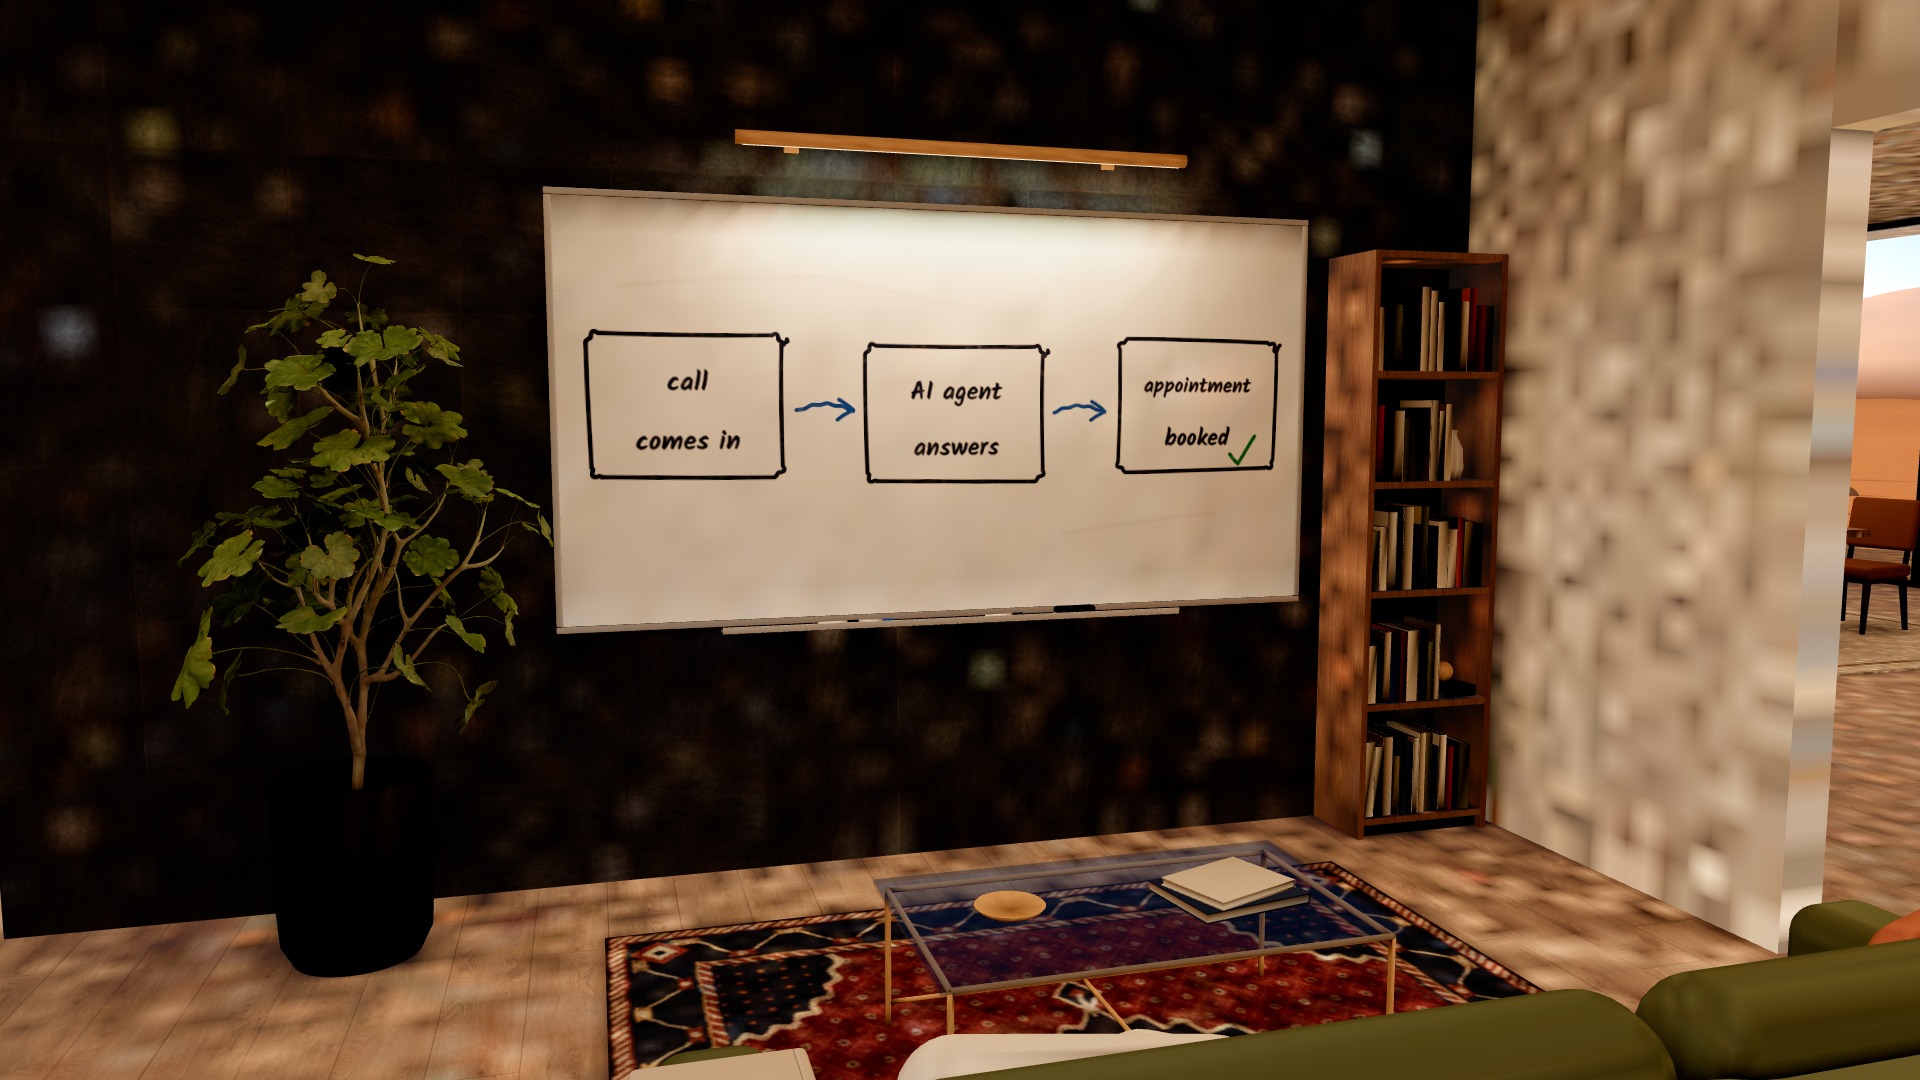 call
comes in
AI agent
answers
appointment
booked